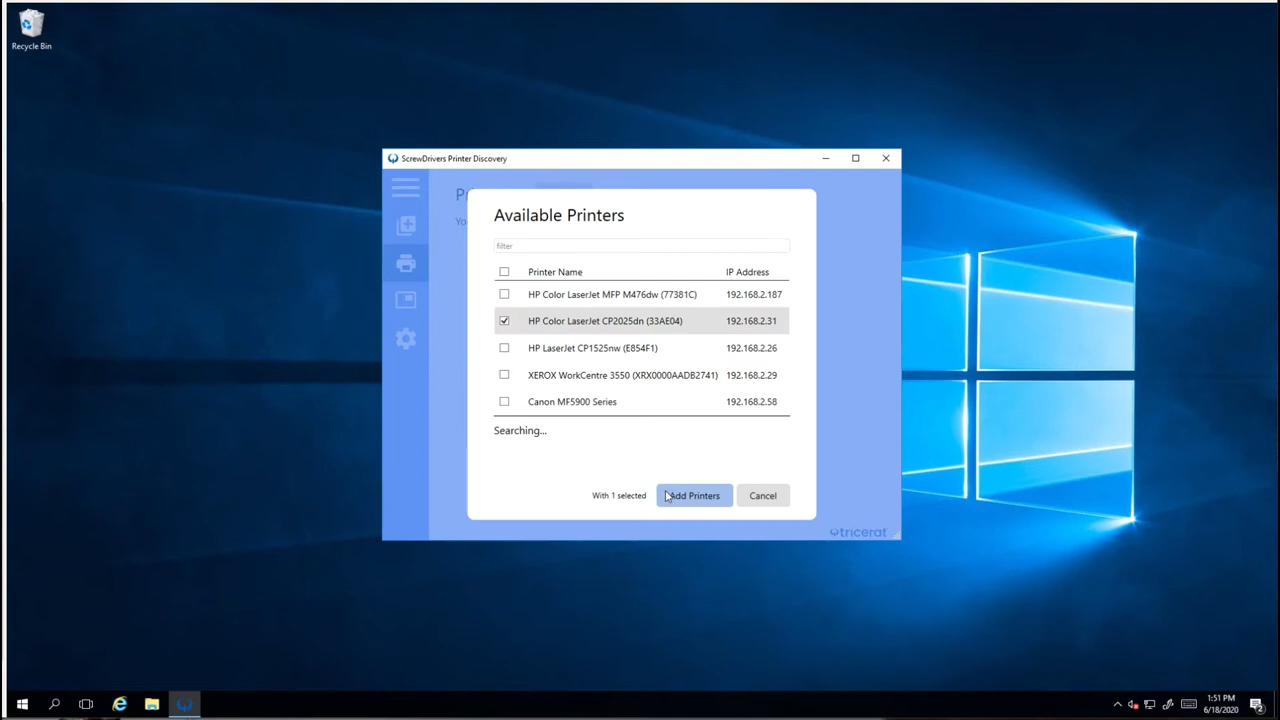 Recycle Bin
ScrewDrivers Printer Discovery
Available Printers
filter
Printer Name IP Address
HP Color LaserJet MFP M476dw (77381C) 192.168.2.187
HP Color LaserJet CP2025dn (33AE04) 192.168.2.31
HP LaserJet CP1525nw (E854F1) 192.168.2.26
XEROX WorkCentre 3550 (XRX0000AADB2741) 192.168.2.29
Canon MF5900 Series 192.168.2.58
Searching...
With 1 selected Add Printers Cancel
tricerat
1:51 PM
6/18/2020
2